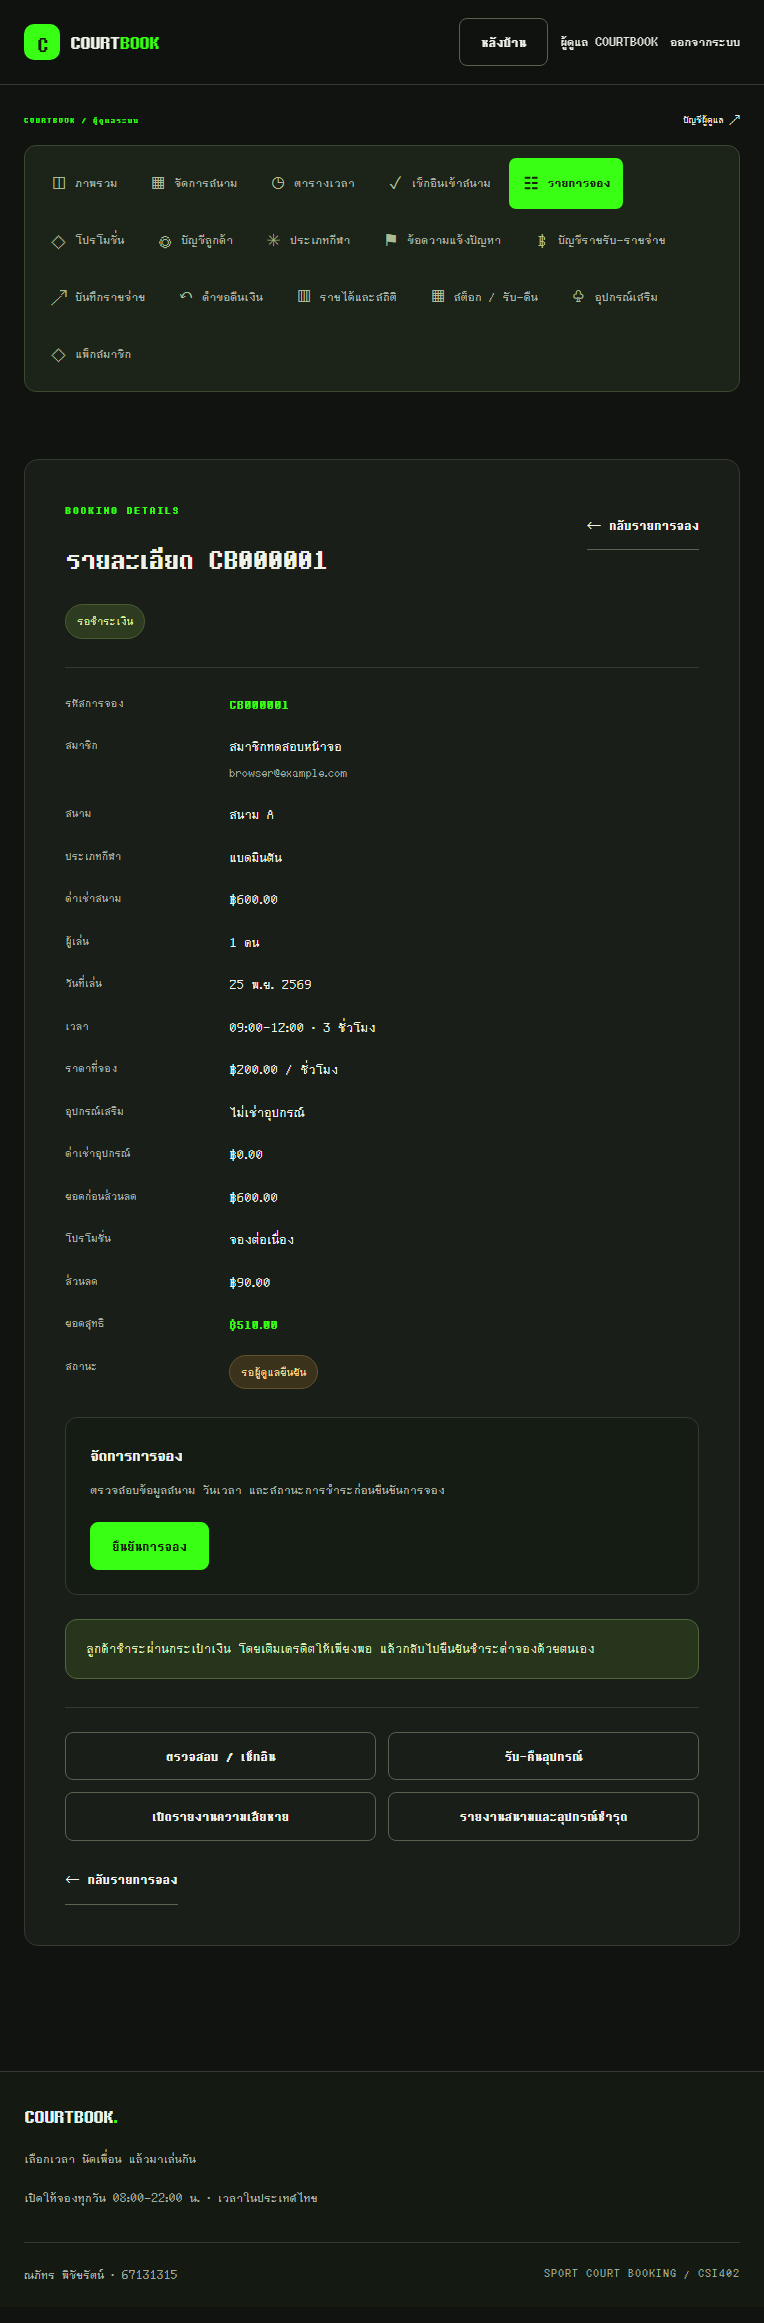 C COURTBOOK
หลังบ้าน ผู้ดูแล COURTBOOK ออกจากระบบ
COURTBOOK / ผู้ดูแลระบบ
บัญชีผู้ดูแล ↗
ภาพรวม จัดการสนาม ตารางเวลา เช็กอินเข้าสนาม รายการจอง
โปรโมชั่น บัญชีลูกค้า ประเภทกีฬา ข้อความแจ้งปัญหา ฿ บัญชีรายรับ-รายจ่าย
↗ บันทึกรายจ่าย คำขอคืนเงิน รายได้และสถิติ สต็อก / รับ-คืน อุปกรณ์เสริม
แพ็กสมาชิก
BOOKING DETAILS
← กลับรายการจอง
รายละเอียด CB000001
รอชำระเงิน
รหัสการจอง CB000001
สมาชิก สมาชิกทดสอบหน้าจอ
browser@example.com
สนาม สนาม A
ประเภทกีฬา แบดมินตัน
ค่าเช่าสนาม ฿600.00
ผู้เล่น 1 คน
วันที่เล่น 25 พ.ย. 2569
เวลา 09:00-12:00 · 3 ชั่วโมง
ราคาที่จอง ฿200.00 / ชั่วโมง
อุปกรณ์เสริม ไม่เช่าอุปกรณ์
ค่าเช่าอุปกรณ์ ฿0.00
ยอดก่อนส่วนลด ฿600.00
โปรโมชั่น จองต่อเนื่อง
ส่วนลด ฿90.00
ยอดสุทธิ ฿510.00
สถานะ รอผู้ดูแลยืนยัน
จัดการการจอง
ตรวจสอบข้อมูลสนาม วันเวลา และสถานะการชำระก่อนยืนยันการจอง
ยืนยันการจอง
ลูกค้าชำระผ่านกระเป๋าเงิน โดยเติมเครดิตให้เพียงพอ แล้วกลับไปยืนยันชำระค่าจองด้วยตนเอง
ตรวจสอบ / เช็กอิน รับ-คืนอุปกรณ์
เปิดรายงานความเสียหาย รายงานสนามและอุปกรณ์ชำรุด
← กลับรายการจอง
COURTBOOK.
เลือกเวลา นัดเพื่อน แล้วมาเล่นกัน
เปิดให้จองทุกวัน 08:00-22:00 น. · เวลาในประเทศไทย
ณภัทร พิชัยรัตน์ · 67131315
SPORT COURT BOOKING / CSI402